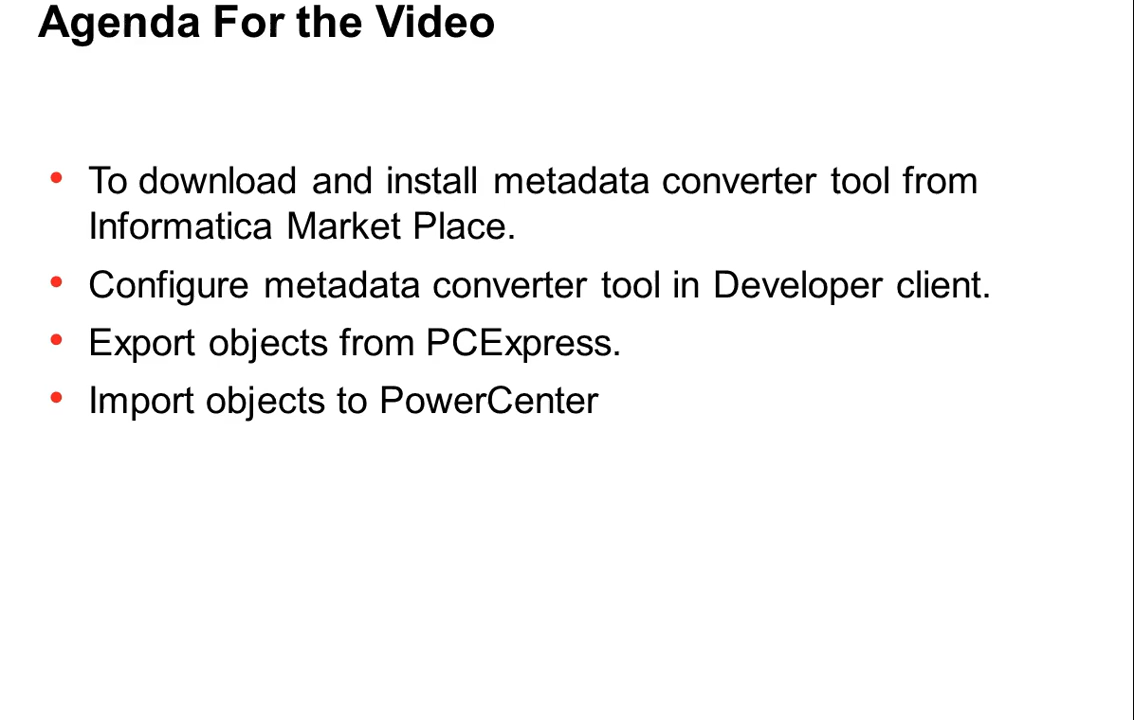 Agenda For the Video
• To download and install metadata converter tool from
Informatica Market Place.
• Configure metadata converter tool in Developer client.
• Export objects from PCExpress.
• Import objects to PowerCenter